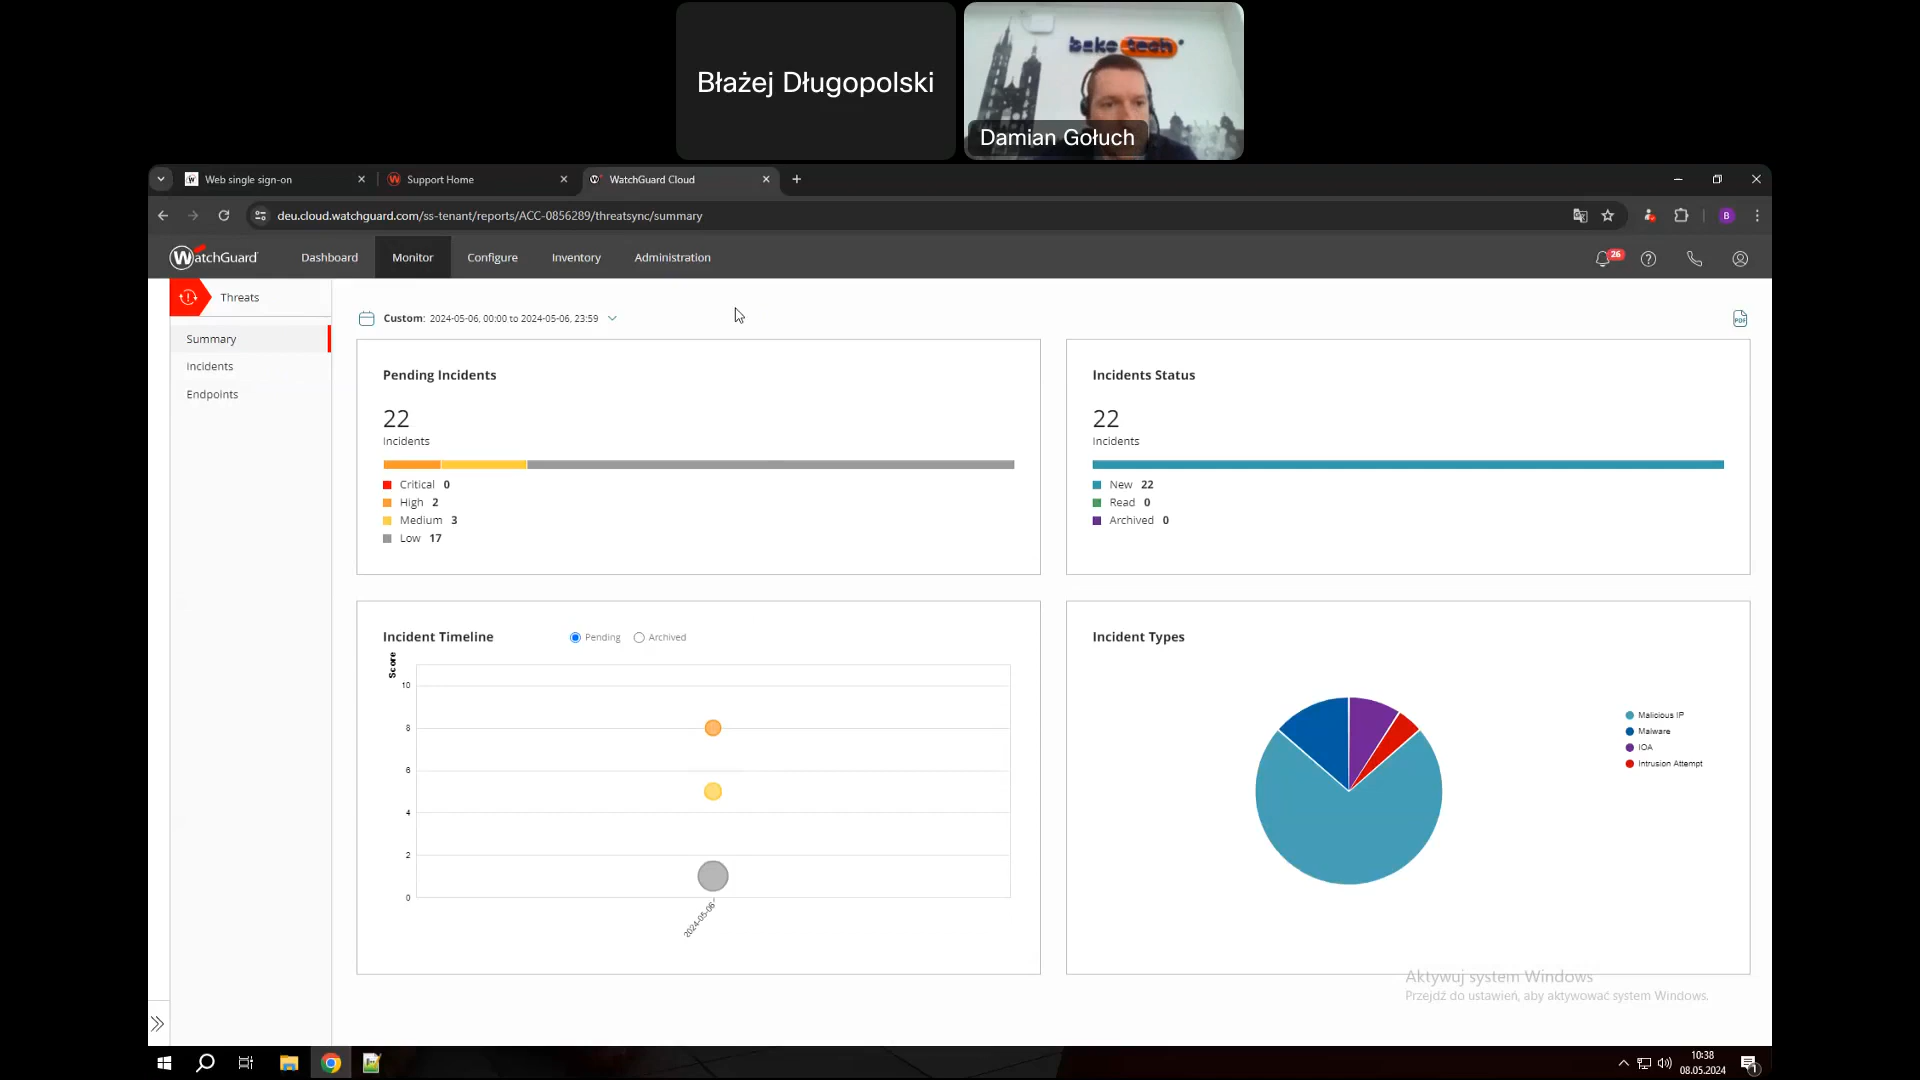 Błażej Długopolski
bakotech
Damian Gołuch
Web single sign-on
Support Home
WatchGuard Cloud
deu.cloud.watchguard.com/ss-tenant/reports/ACC-0856289/threatsync/summary
B
WatchGuard
Dashboard
Monitor
Configure
Inventory
Administration
26
Threats
Summary
Incidents
Endpoints
Custom: 2024-05-06, 00:00 to 2024-05-06, 23:59
PDF
Pending Incidents
22
Incidents
Critical 0
High 2
Medium 3
Low 17
Incidents Status
22
Incidents
New 22
Read 0
Archived 0
Incident Timeline
Pending
Archived
Score
10
8
6
4
2
0
2024-05-06
Incident Types
Malicious IP
Malware
IOA
Intrusion Attempt
Aktywuj system Windows
Przejdź do ustawień, aby aktywować system Windows.
10:38
08.05.2024
1